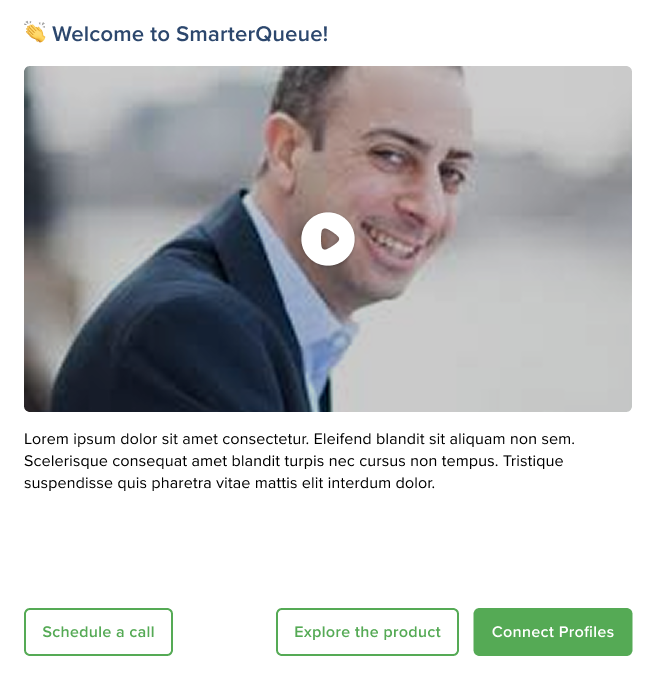 👏 Welcome to SmarterQueue!
Lorem ipsum dolor sit amet consectetur. Eleifend blandit sit aliquam non sem.
Scelerisque consequat amet blandit turpis nec cursus non tempus. Tristique
suspendisse quis pharetra vitae mattis elit interdum dolor.
Schedule a call
Explore the product
Connect Profiles